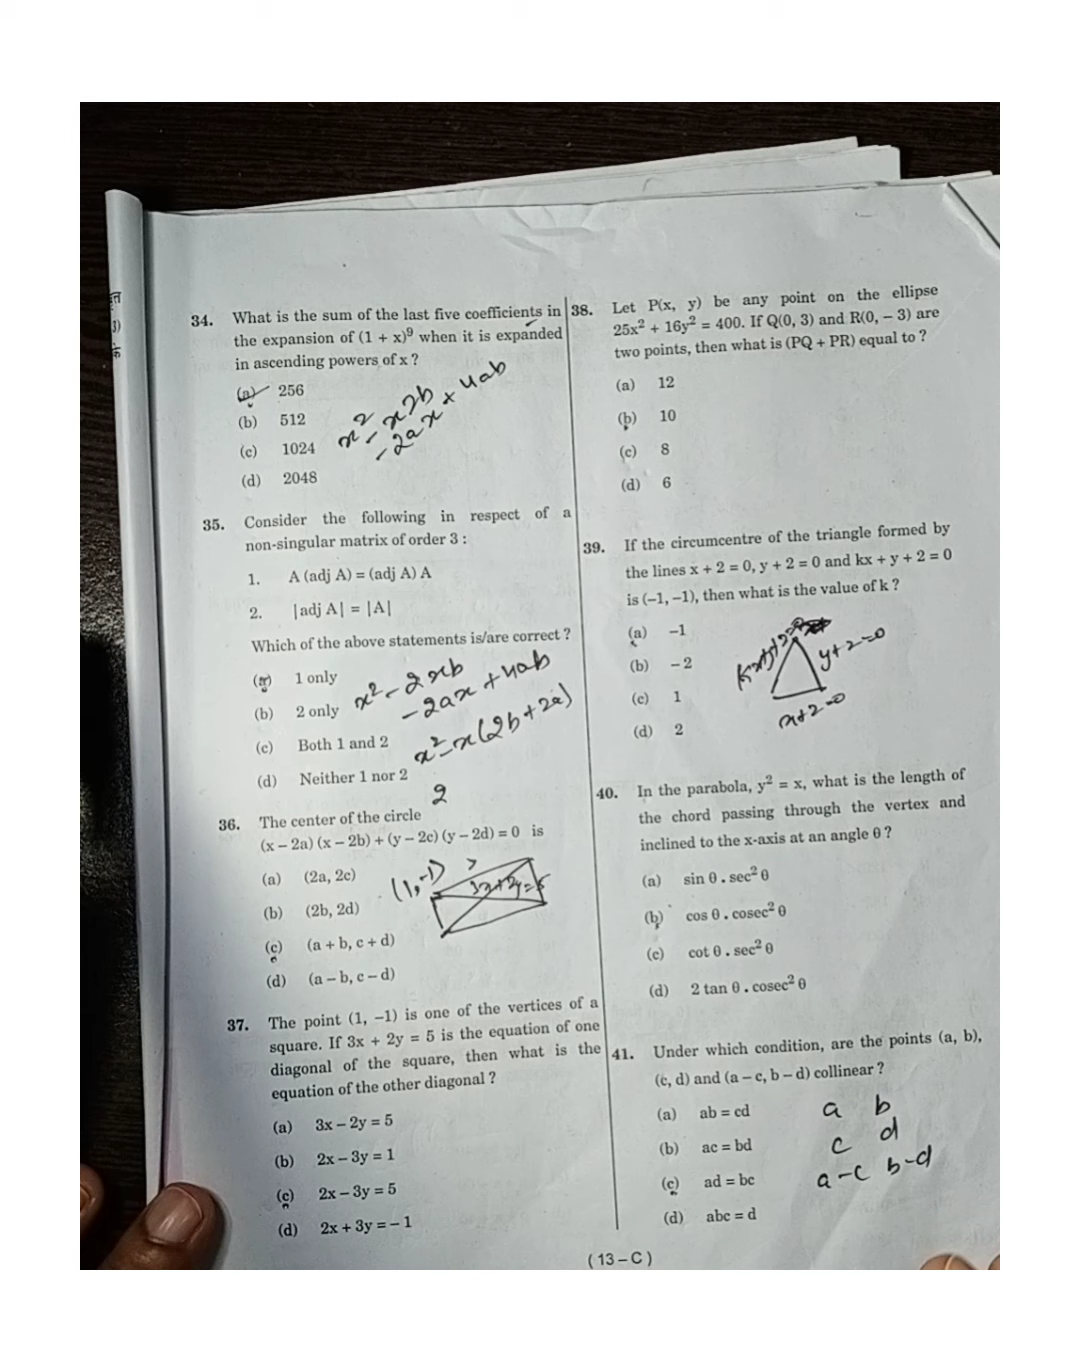 34. What is the sum of the last five coefficients in
the expansion of (1 + x)⁹ when it is expanded
in ascending powers of x ?
(a) 256
(b) 512
(c) 1024
(d) 2048
x² - x2b
- 2ax + 4ab
35. Consider the following in respect of a
non-singular matrix of order 3 :
1. A (adj A) = (adj A) A
2. |adj A| = |A|
Which of the above statements is/are correct ?
(a) 1 only
(b) 2 only
(c) Both 1 and 2
(d) Neither 1 nor 2
x² - 2xb
- 2ax + 4ab
x² - x(2b + 2a)
2
36. The center of the circle
(x – 2a) (x – 2b) + (y – 2c) (y – 2d) = 0 is
(a) (2a, 2c)
(b) (2b, 2d)
(c) (a + b, c + d)
(d) (a – b, c – d)
(1, -1)
3x + 2y = 5
37. The point (1, –1) is one of the vertices of a
square. If 3x + 2y = 5 is the equation of one
diagonal of the square, then what is the
equation of the other diagonal ?
(a) 3x – 2y = 5
(b) 2x – 3y = 1
(c) 2x – 3y = 5
(d) 2x + 3y = – 1
38. Let P(x, y) be any point on the ellipse
25x² + 16y² = 400. If Q(0, 3) and R(0, – 3) are
two points, then what is (PQ + PR) equal to ?
(a) 12
(b) 10
(c) 8
(d) 6
39. If the circumcentre of the triangle formed by
the lines x + 2 = 0, y + 2 = 0 and kx + y + 2 = 0
is (–1, –1), then what is the value of k ?
(a) –1
(b) – 2
(c) 1
(d) 2
y+2=0
x+2=0
40. In the parabola, y² = x, what is the length of
the chord passing through the vertex and
inclined to the x-axis at an angle θ ?
(a) sin θ . sec² θ
(b) cos θ . cosec² θ
(c) cot θ . sec² θ
(d) 2 tan θ . cosec² θ
41. Under which condition, are the points (a, b),
(c, d) and (a – c, b – d) collinear ?
(a) ab = cd
(b) ac = bd
(c) ad = bc
(d) abc = d
a b
c d
a-c b-d
( 13 – C )